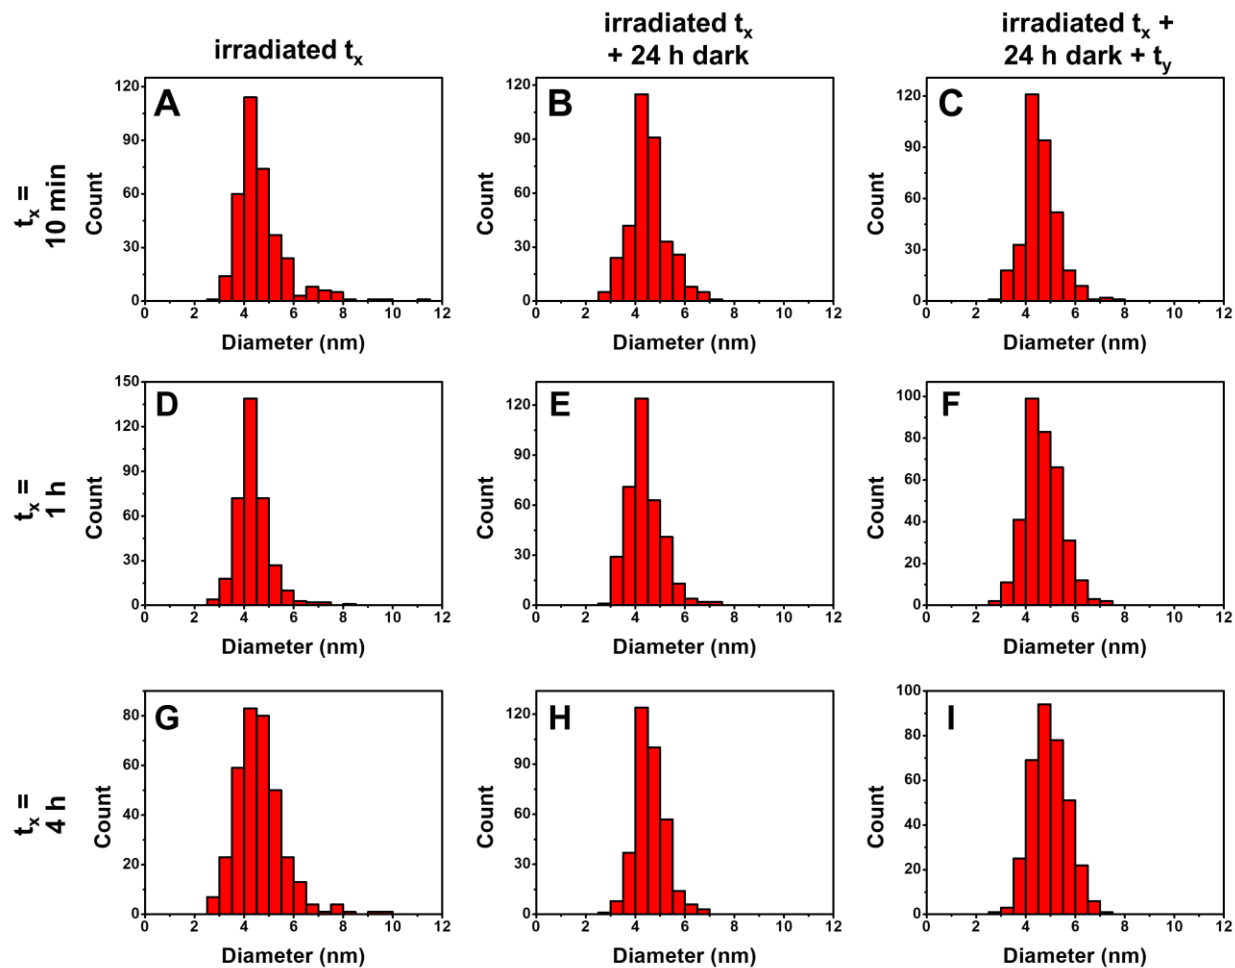 irradiated tx
irradiated tx
+ 24 h dark
irradiated tx +
24 h dark + ty
tx =
10 min
A
120
90
60
30
0
Count
0 2 4 6 8 10 12
Diameter (nm)
B
120
90
60
30
0
Count
0 2 4 6 8 10 12
Diameter (nm)
C
120
90
60
30
0
Count
0 2 4 6 8 10 12
Diameter (nm)
tx =
1 h
D
150
120
90
60
30
0
Count
0 2 4 6 8 10 12
Diameter (nm)
E
120
90
60
30
0
Count
0 2 4 6 8 10 12
Diameter (nm)
F
100
80
60
40
20
0
Count
0 2 4 6 8 10 12
Diameter (nm)
tx =
4 h
G
80
60
40
20
0
Count
0 2 4 6 8 10 12
Diameter (nm)
H
120
90
60
30
0
Count
0 2 4 6 8 10 12
Diameter (nm)
I
100
80
60
40
20
0
Count
0 2 4 6 8 10 12
Diameter (nm)